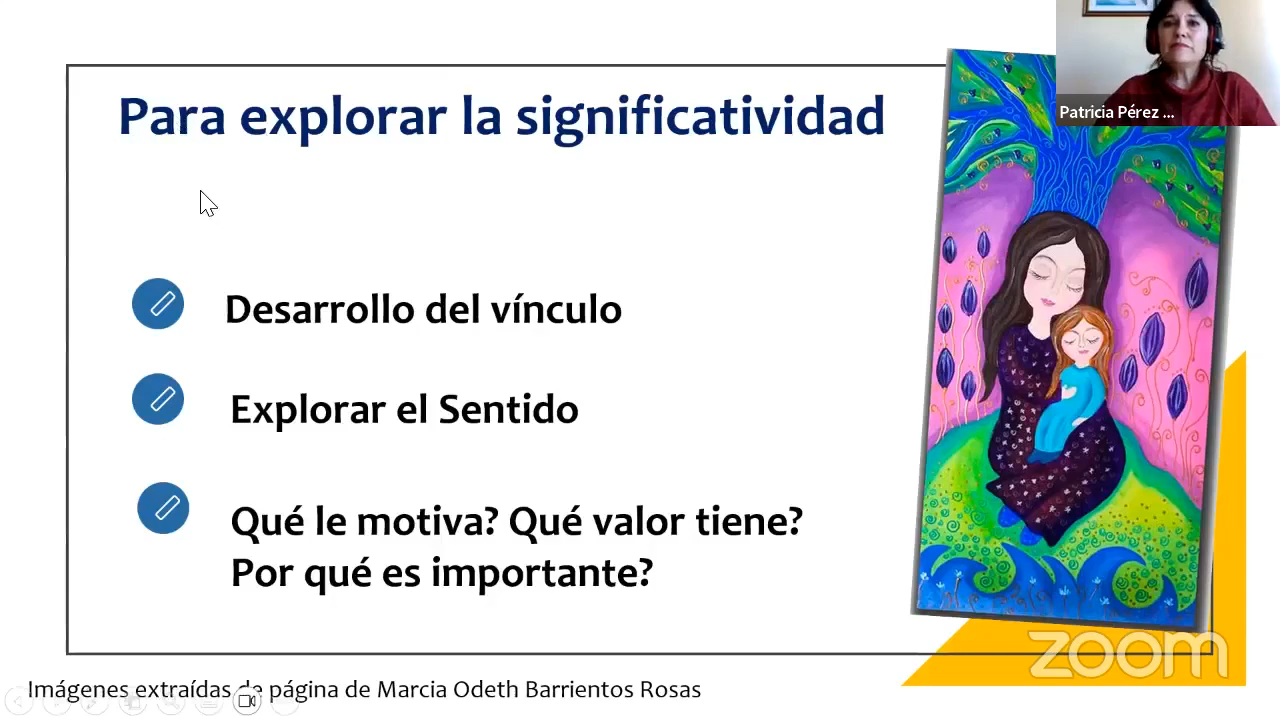 Patricia Pérez ...
Para explorar la significatividad
Desarrollo del vínculo
Explorar el Sentido
Qué le motiva? Qué valor tiene?
Por qué es importante?
zoom
Imágenes extraídas de página de Marcia Odeth Barrientos Rosas